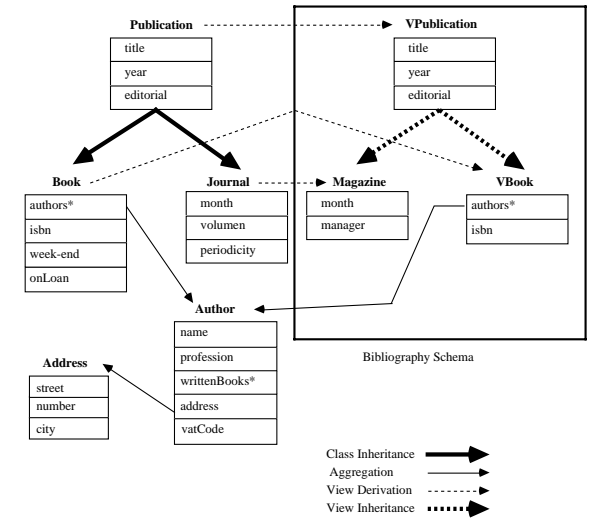 Publication
VPublication
title
year
editorial
title
year
editorial
Book
Journal
Magazine
VBook
authors*
isbn
week-end
onLoan
month
volumen
periodicity
month
manager
authors*
isbn
Author
name
profession
writtenBooks*
address
vatCode
Address
street
number
city
Bibliography Schema
Class Inheritance
Aggregation
View Derivation
View Inheritance